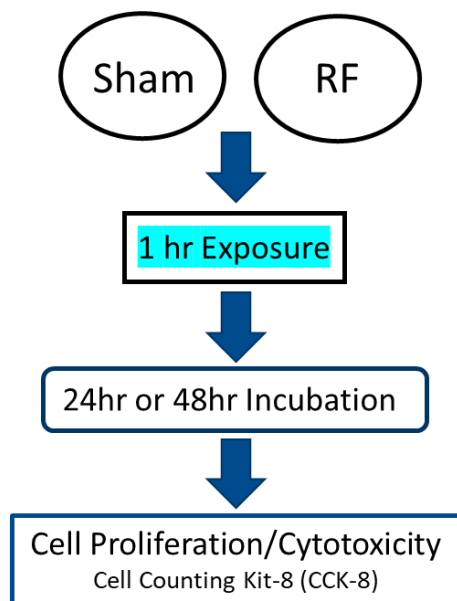 Sham
RF
1 hr Exposure
24hr or 48hr Incubation
Cell Proliferation/Cytotoxicity
Cell Counting Kit-8 (CCK-8)